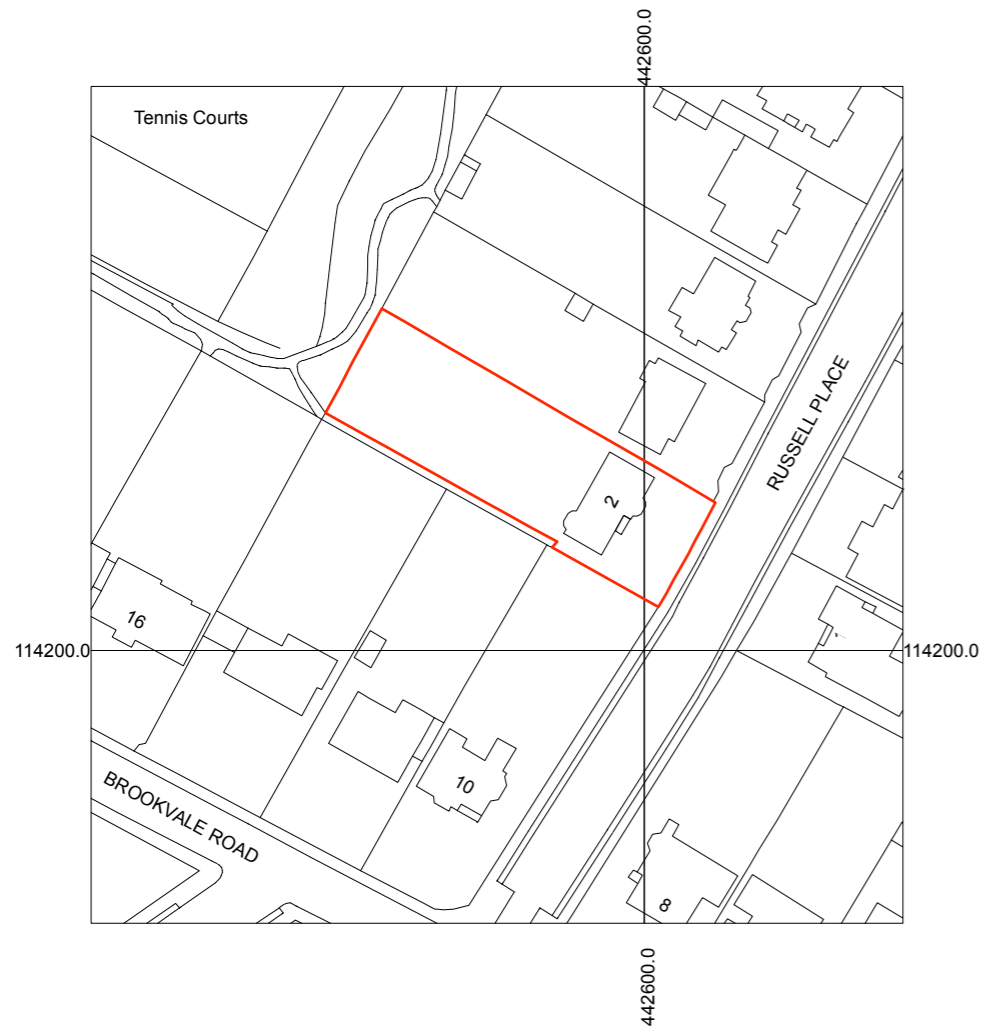 442600.0
Tennis Courts
RUSSELL PLACE
2
16
114200.0
114200.0
10
BROOKVALE ROAD
8
442600.0